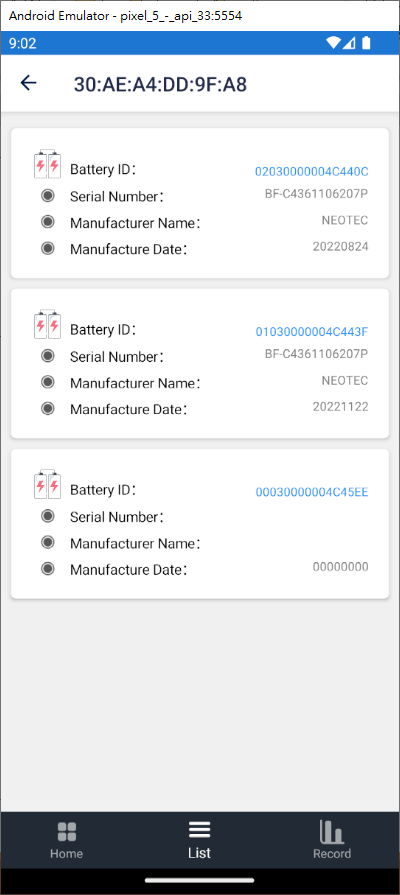 Android Emulator - pixel_5_-_api_33:5554
9:02
30:AE:A4:DD:9F:A8
Battery ID： 02030000004C440C
Serial Number： BF-C4361106207P
Manufacturer Name： NEOTEC
Manufacture Date： 20220824
Battery ID： 01030000004C443F
Serial Number： BF-C4361106207P
Manufacturer Name： NEOTEC
Manufacture Date： 20221122
Battery ID： 00030000004C45EE
Serial Number：
Manufacturer Name：
Manufacture Date： 00000000
Home List Record